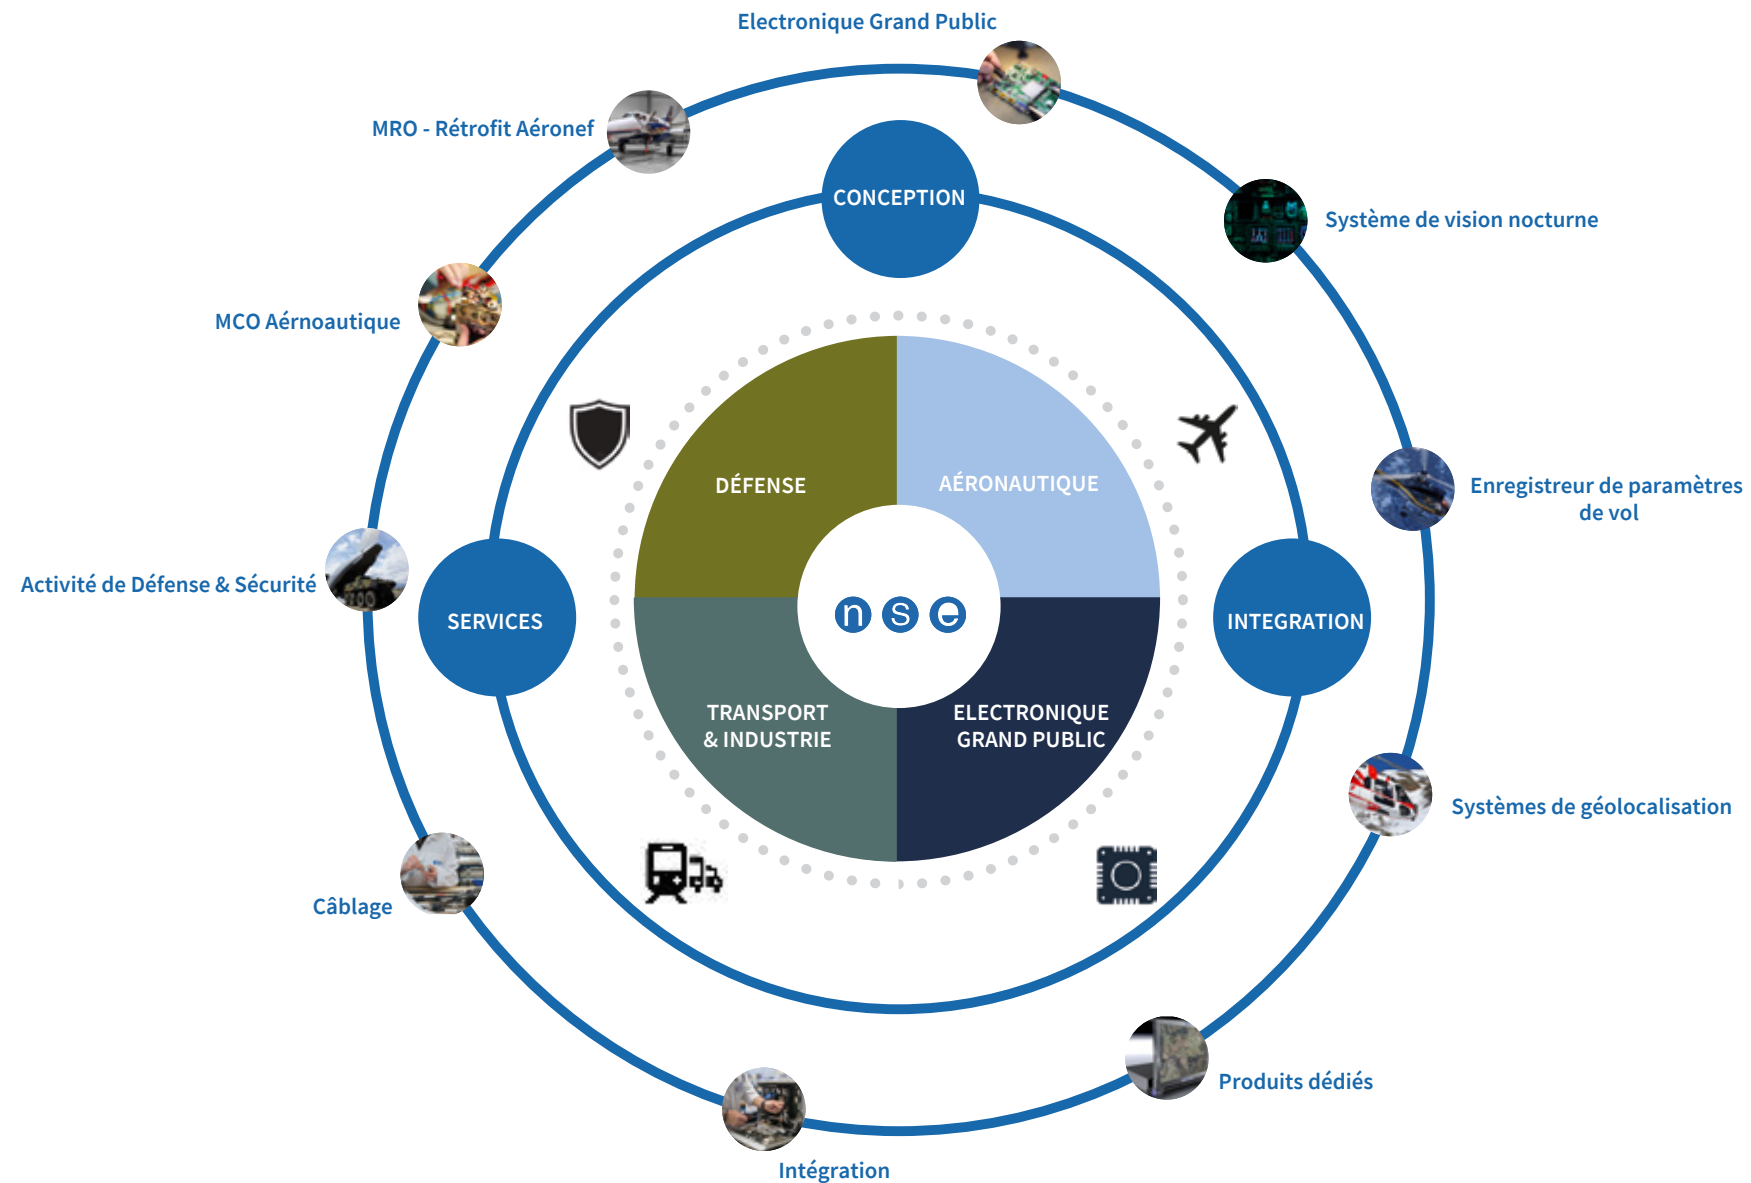 Electronique Grand Public
MRO - Rétrofit Aéronef
CONCEPTION
Système de vision nocturne
MCO Aérnoautique
DÉFENSE
AÉRONAUTIQUE
Enregistreur de paramètres
de vol
Activité de Défense & Sécurité
SERVICES
nse
INTEGRATION
TRANSPORT
& INDUSTRIE
ELECTRONIQUE
GRAND PUBLIC
Systèmes de géolocalisation
Câblage
Produits dédiés
Intégration